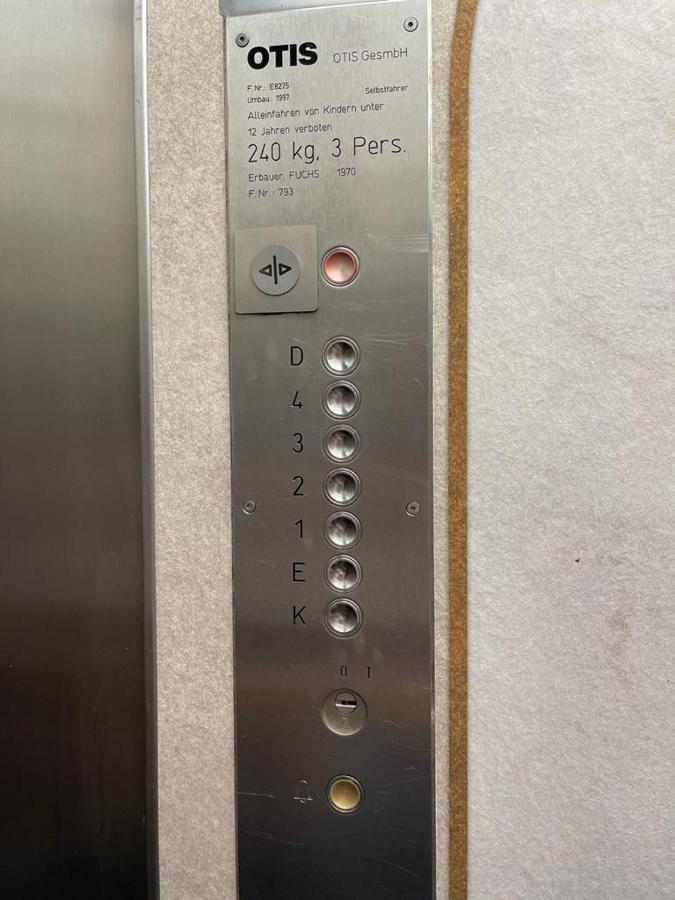 OTIS OTIS GesmbH
F. Nr.: E8275
Umbau: 1997 Selbstfahrer
Alleinfahren von Kindern unter
12 Jahren verboten
240 kg, 3 Pers.
Erbauer: FUCHS 1970
F. Nr.: 793
D
4
3
2
1
E
K
0 I